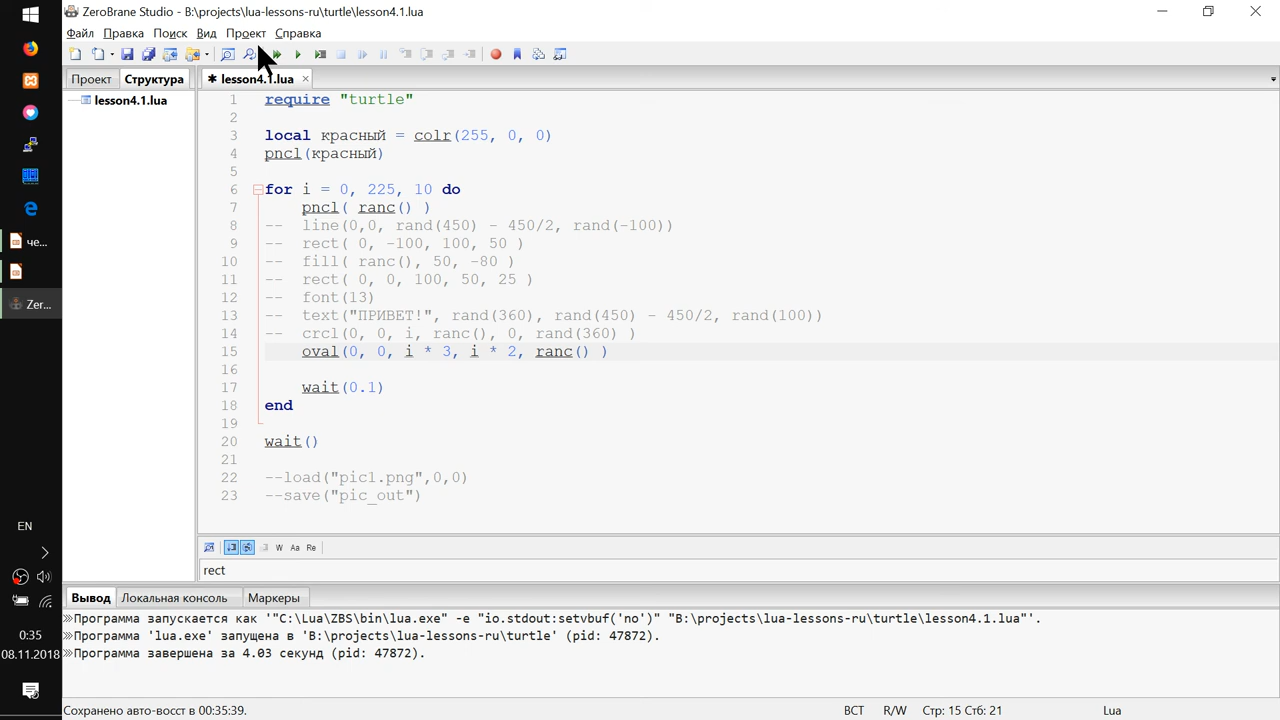 ZeroBrane Studio - B:\projects\lua-lessons-ru\turtle\lesson4.1.lua
Файл Правка Поиск Вид Проект Справка
Проект Структура
✱ lesson4.1.lua
lesson4.1.lua
1 require "turtle"
2
3 local красный = colr(255, 0, 0)
4 pncl(красный)
5
6 for i = 0, 225, 10 do
7 pncl( ranc() )
8 -- line(0,0, rand(450) - 450/2, rand(-100))
9 -- rect( 0, -100, 100, 50 )
10 -- fill( ranc(), 50, -80 )
11 -- rect( 0, 0, 100, 50, 25 )
12 -- font(13)
13 -- text("ПРИВЕТ!", rand(360), rand(450) - 450/2, rand(100))
14 -- crcl(0, 0, i, ranc(), 0, rand(360) )
15 oval(0, 0, i * 3, i * 2, ranc() )
16
17 wait(0.1)
18 end
19
20 wait()
21
22 --load("pic1.png",0,0)
23 --save("pic_out")
че...
Zer...
EN
0:35
08.11.2018
W Aa Re
rect
Вывод Локальная консоль Маркеры
Программа запускается как '"C:\Lua\ZBS\bin\lua.exe" -e "io.stdout:setvbuf('no')" "B:\projects\lua-lessons-ru\turtle\lesson4.1.lua"'.
Программа 'lua.exe' запущена в 'B:\projects\lua-lessons-ru\turtle' (pid: 47872).
Программа завершена за 4.03 секунд (pid: 47872).
Сохранено авто-восст в 00:35:39.
ВСТ R/W Стр: 15 Стб: 21 Lua